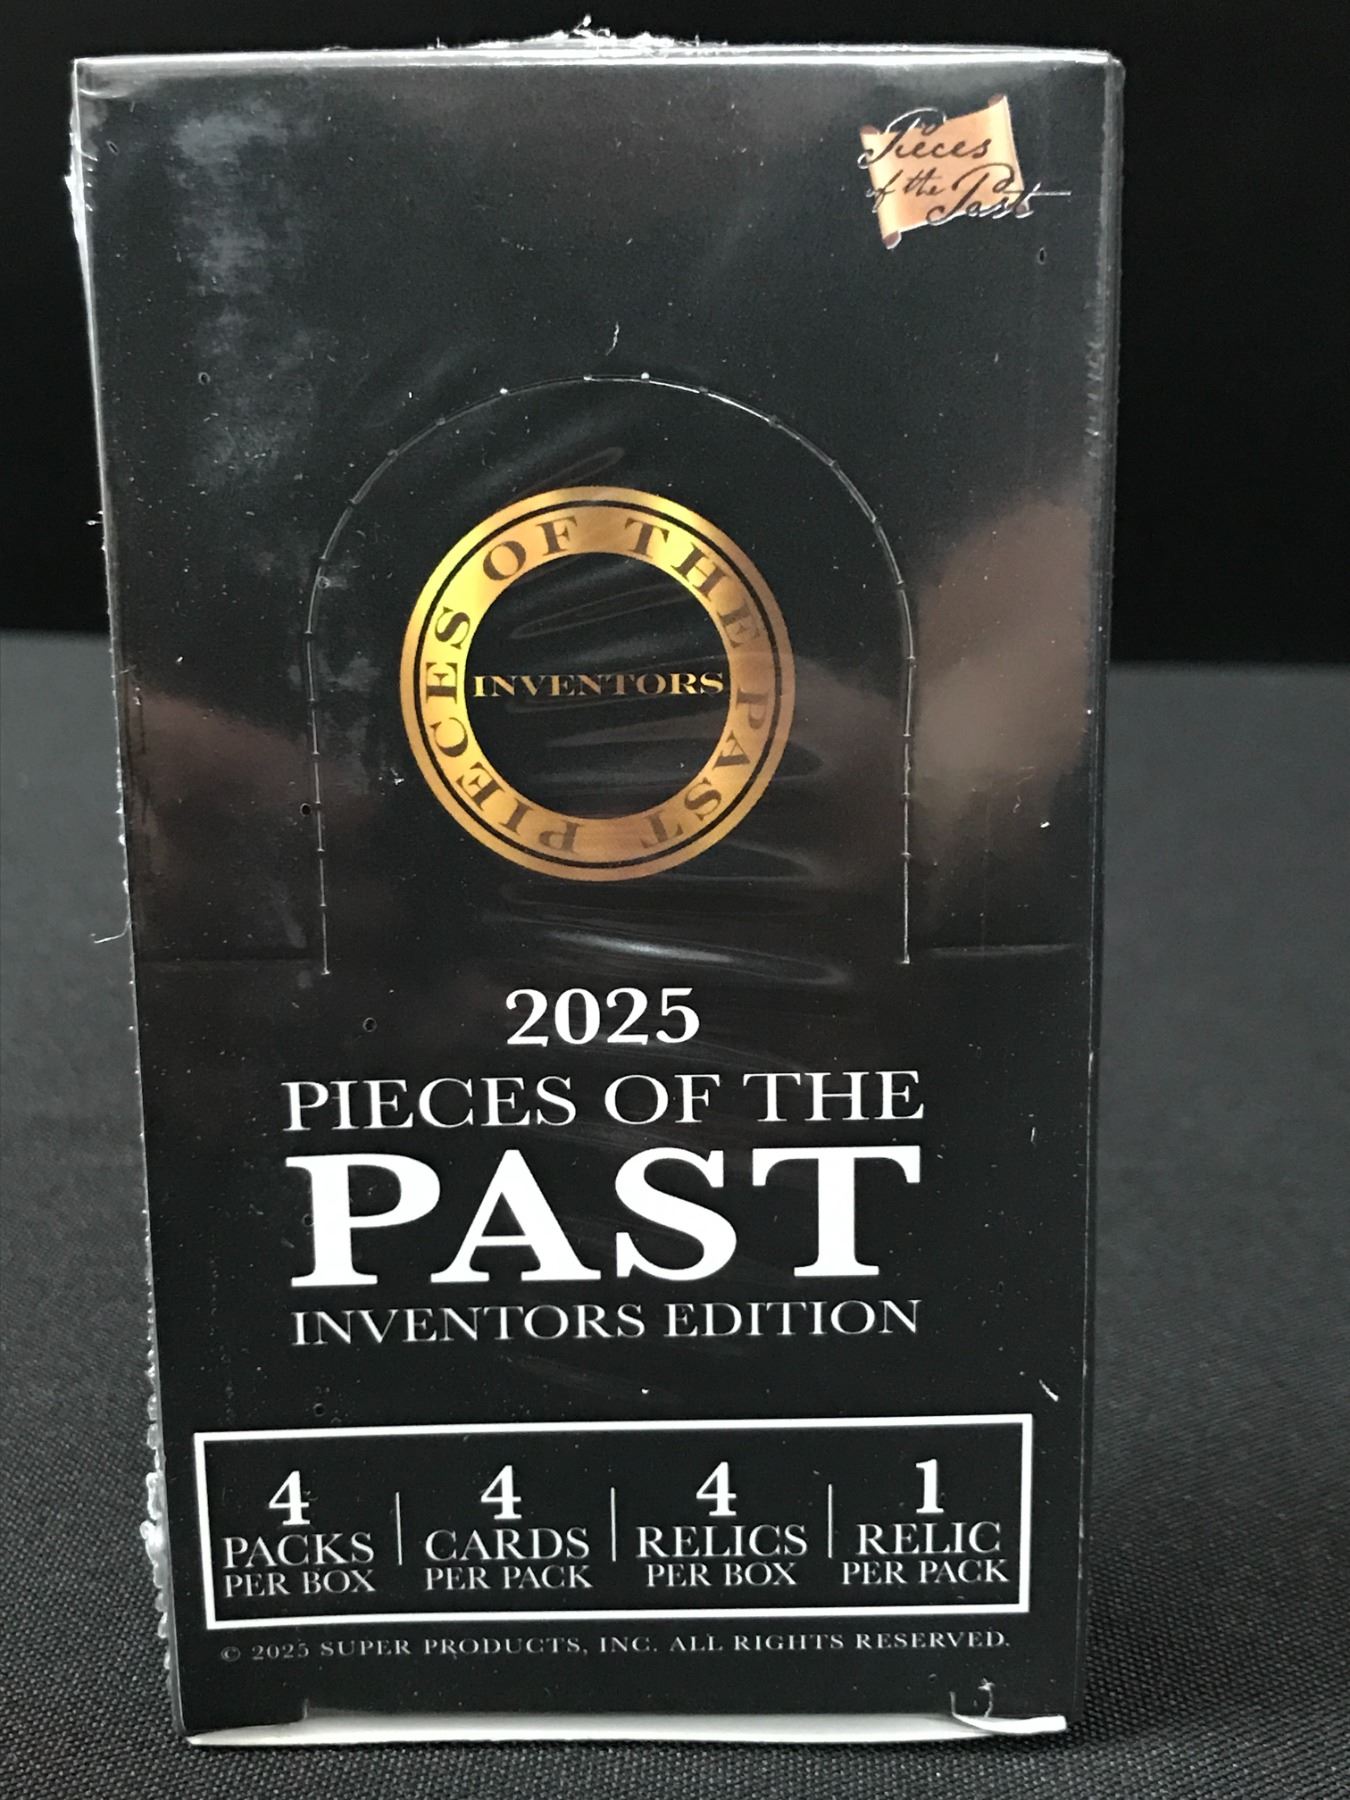 Pieces
of the Past
PIECES OF THE PAST
INVENTORS
2025
PIECES OF THE
PAST
INVENTORS EDITION
4
PACKS
PER BOX
4
CARDS
PER PACK
4
RELICS
PER BOX
1
RELIC
PER PACK
© 2025 SUPER PRODUCTS, INC. ALL RIGHTS RESERVED.